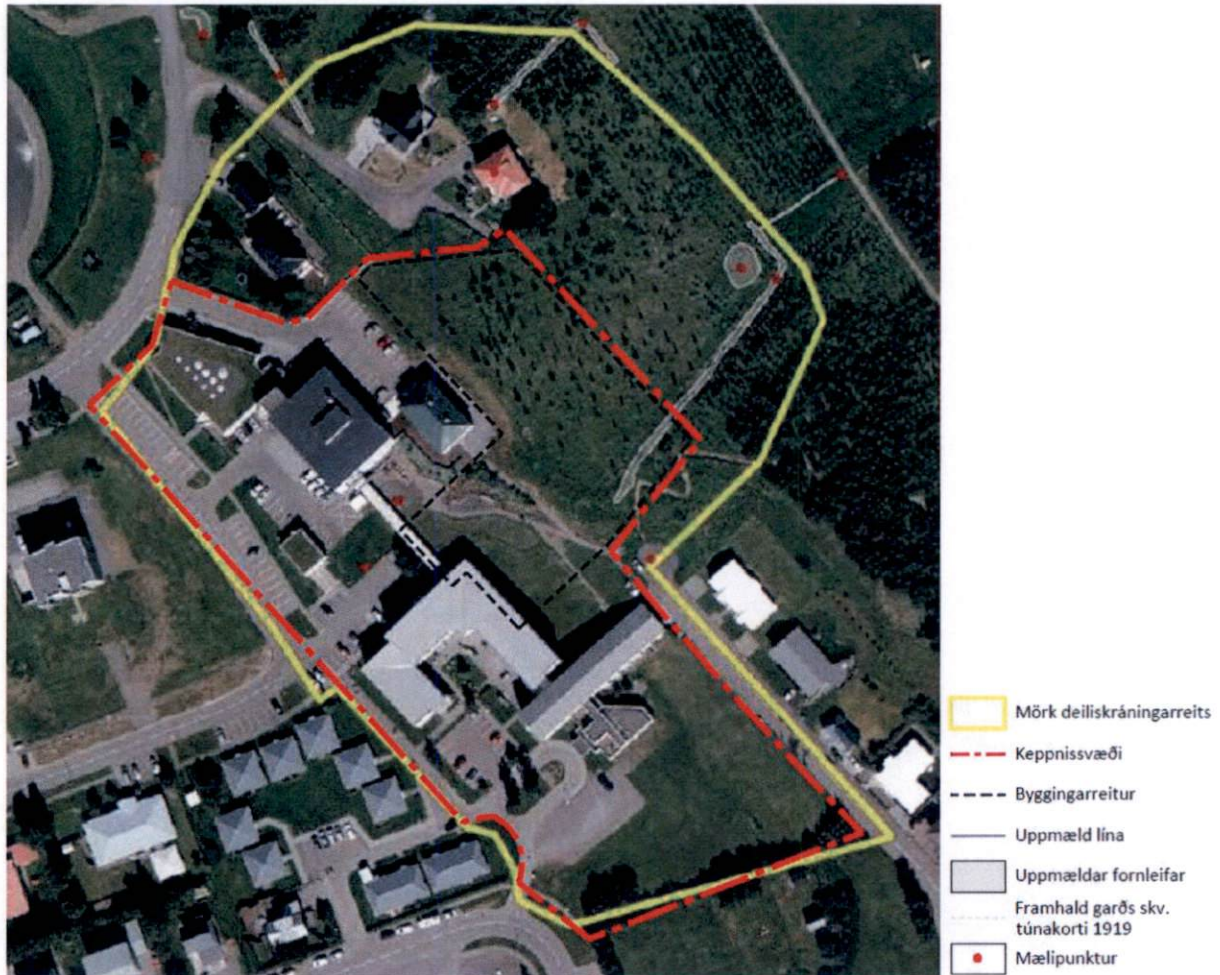 Mörk deiliskráningarreits
Keppnissvæði
Byggingarreitur
Uppmæld lína
Uppmældar fornleifar
Framhald garðs skv.
túnakorti 1919
Mælipunktur